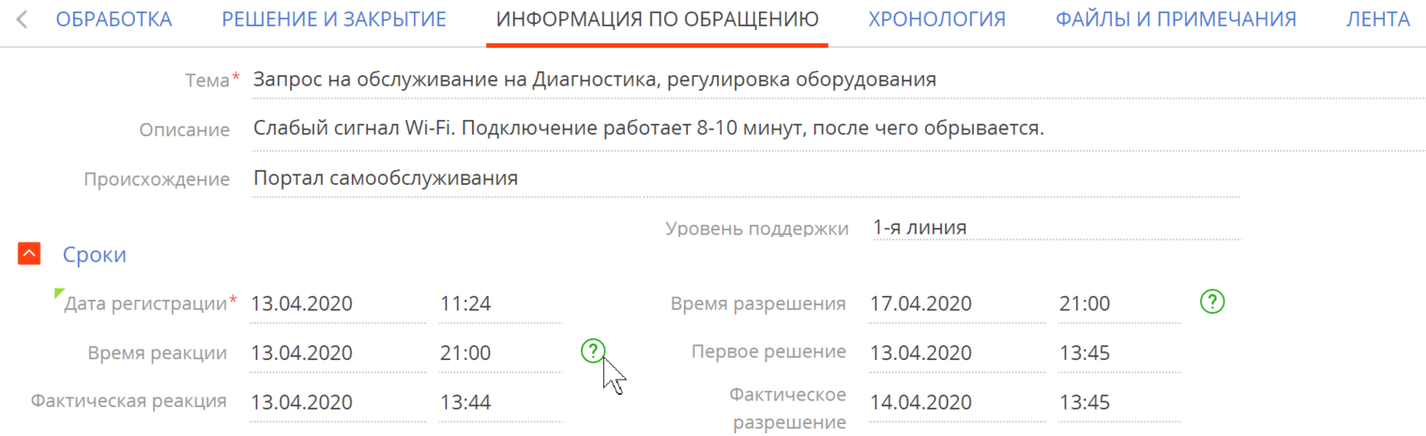 ОБРАБОТКА РЕШЕНИЕ И ЗАКРЫТИЕ ИНФОРМАЦИЯ ПО ОБРАЩЕНИЮ ХРОНОЛОГИЯ ФАЙЛЫ И ПРИМЕЧАНИЯ ЛЕНТА
Тема* Запрос на обслуживание на Диагностика, регулировка оборудования
Описание Слабый сигнал Wi-Fi. Подключение работает 8-10 минут, после чего обрывается.
Происхождение Портал самообслуживания
Уровень поддержки 1-я линия
Сроки
Дата регистрации* 13.04.2020 11:24 Время разрешения 17.04.2020 21:00 ?
Время реакции 13.04.2020 21:00 ? Первое решение 13.04.2020 13:45
Фактическая реакция 13.04.2020 13:44 Фактическое разрешение 14.04.2020 13:45